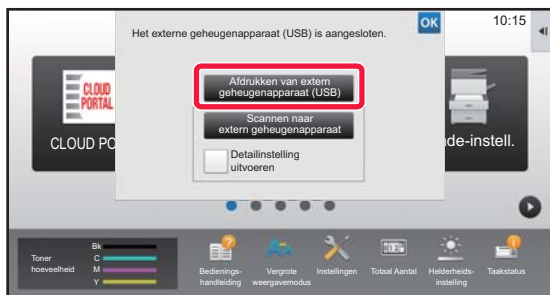 Het externe geheugenapparaat (USB) is aangesloten.
OK
10:15
Afdrukken van extern
geheugenapparaat (USB)
Scannen naar
extern geheugenapparaat
Detailinstelling
uitvoeren
CLOUD
PORTAL
CLOUD PO
de-instell.
Toner
hoeveelheid
Bk
C
M
Y
Bedienings-
handleiding
Vergrote
weergavemodus
Instellingen
Totaal Aantal
Helderheids-
instelling
Taakstatus